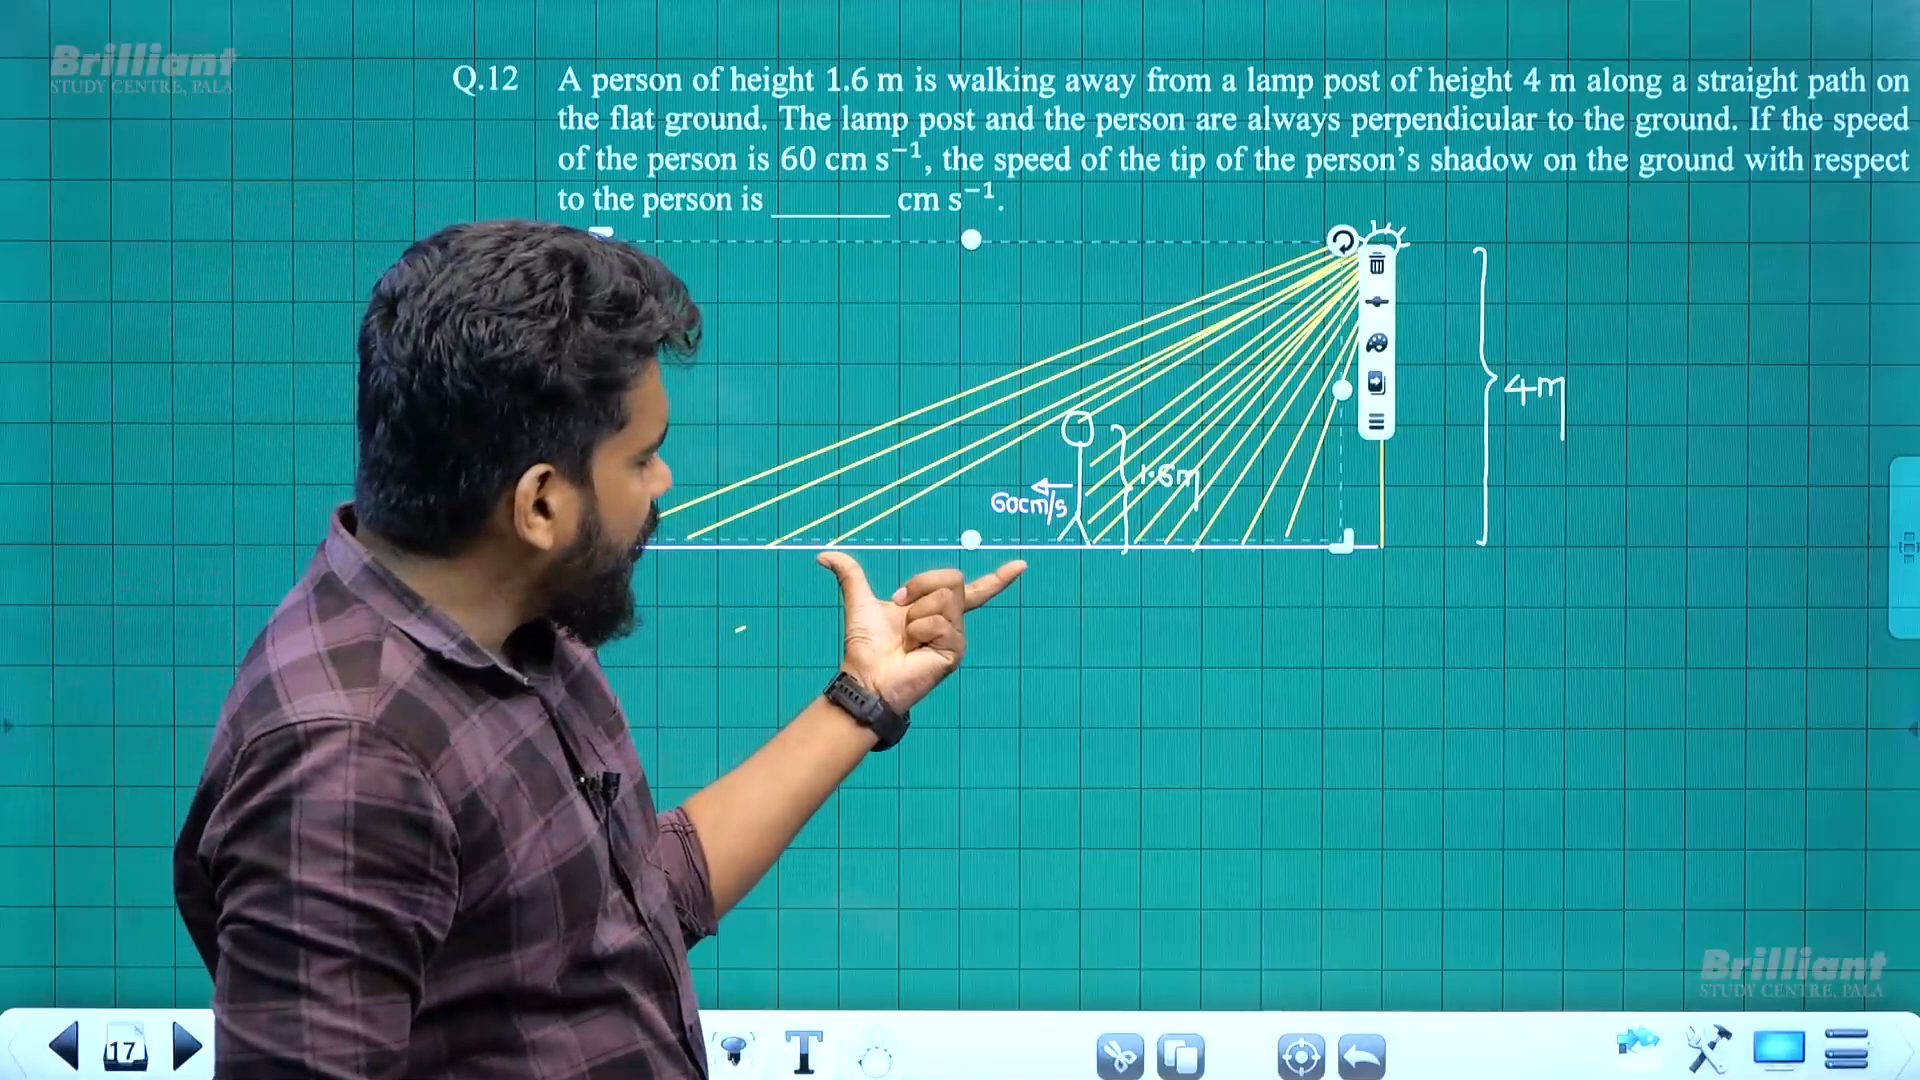 Brilliant
STUDY CENTRE, PALA
Q.12 A person of height 1.6 m is walking away from a lamp post of height 4 m along a straight path on
the flat ground. The lamp post and the person are always perpendicular to the ground. If the speed
of the person is 60 cm s⁻¹, the speed of the tip of the person’s shadow on the ground with respect
to the person is ________ cm s⁻¹.
4m
1.6m
60cm/s
Brilliant
STUDY CENTRE, PALA
17
T